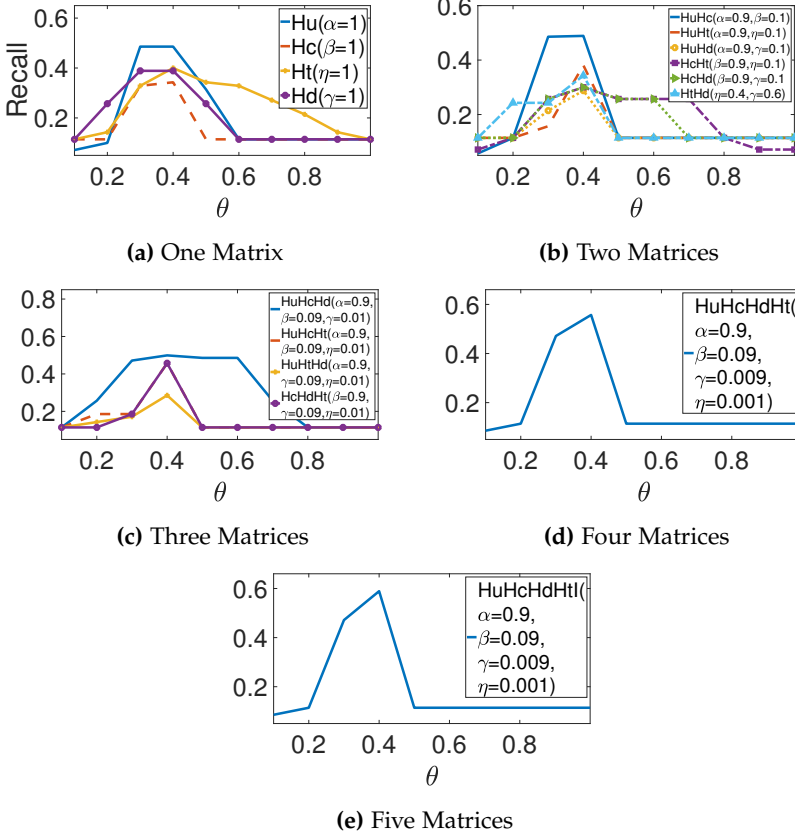 Recall
0.6
0.4
0.2
Hu(α=1)
Hc(β=1)
Ht(η=1)
Hd(γ=1)
0.2 0.4 0.6 0.8
θ
(a) One Matrix
0.6
0.4
0.2
HuHc(α=0.9,β=0.1)
HuHt(α=0.9,η=0.1)
HuHd(α=0.9,γ=0.1)
HcHt(β=0.9,η=0.1)
HcHd(β=0.9,γ=0.1
HtHd(η=0.4,γ=0.6)
0.2 0.4 0.6 0.8
θ
(b) Two Matrices
0.8
0.6
0.4
0.2
HuHcHd(α=0.9,
β=0.09,γ=0.01)
HuHcHt(α=0.9,
β=0.09,η=0.01)
HuHtHd(α=0.9,
γ=0.09,η=0.01)
HcHdHt(β=0.9,
γ=0.09,η=0.01)
0.2 0.4 0.6 0.8
θ
(c) Three Matrices
0.6
0.4
0.2
HuHcHdHt(
α=0.9,
β=0.09,
γ=0.009,
η=0.001)
0.2 0.4 0.6 0.8
θ
(d) Four Matrices
0.6
0.4
0.2
HuHcHdHtI(
α=0.9,
β=0.09,
γ=0.009,
η=0.001)
0.2 0.4 0.6 0.8
θ
(e) Five Matrices